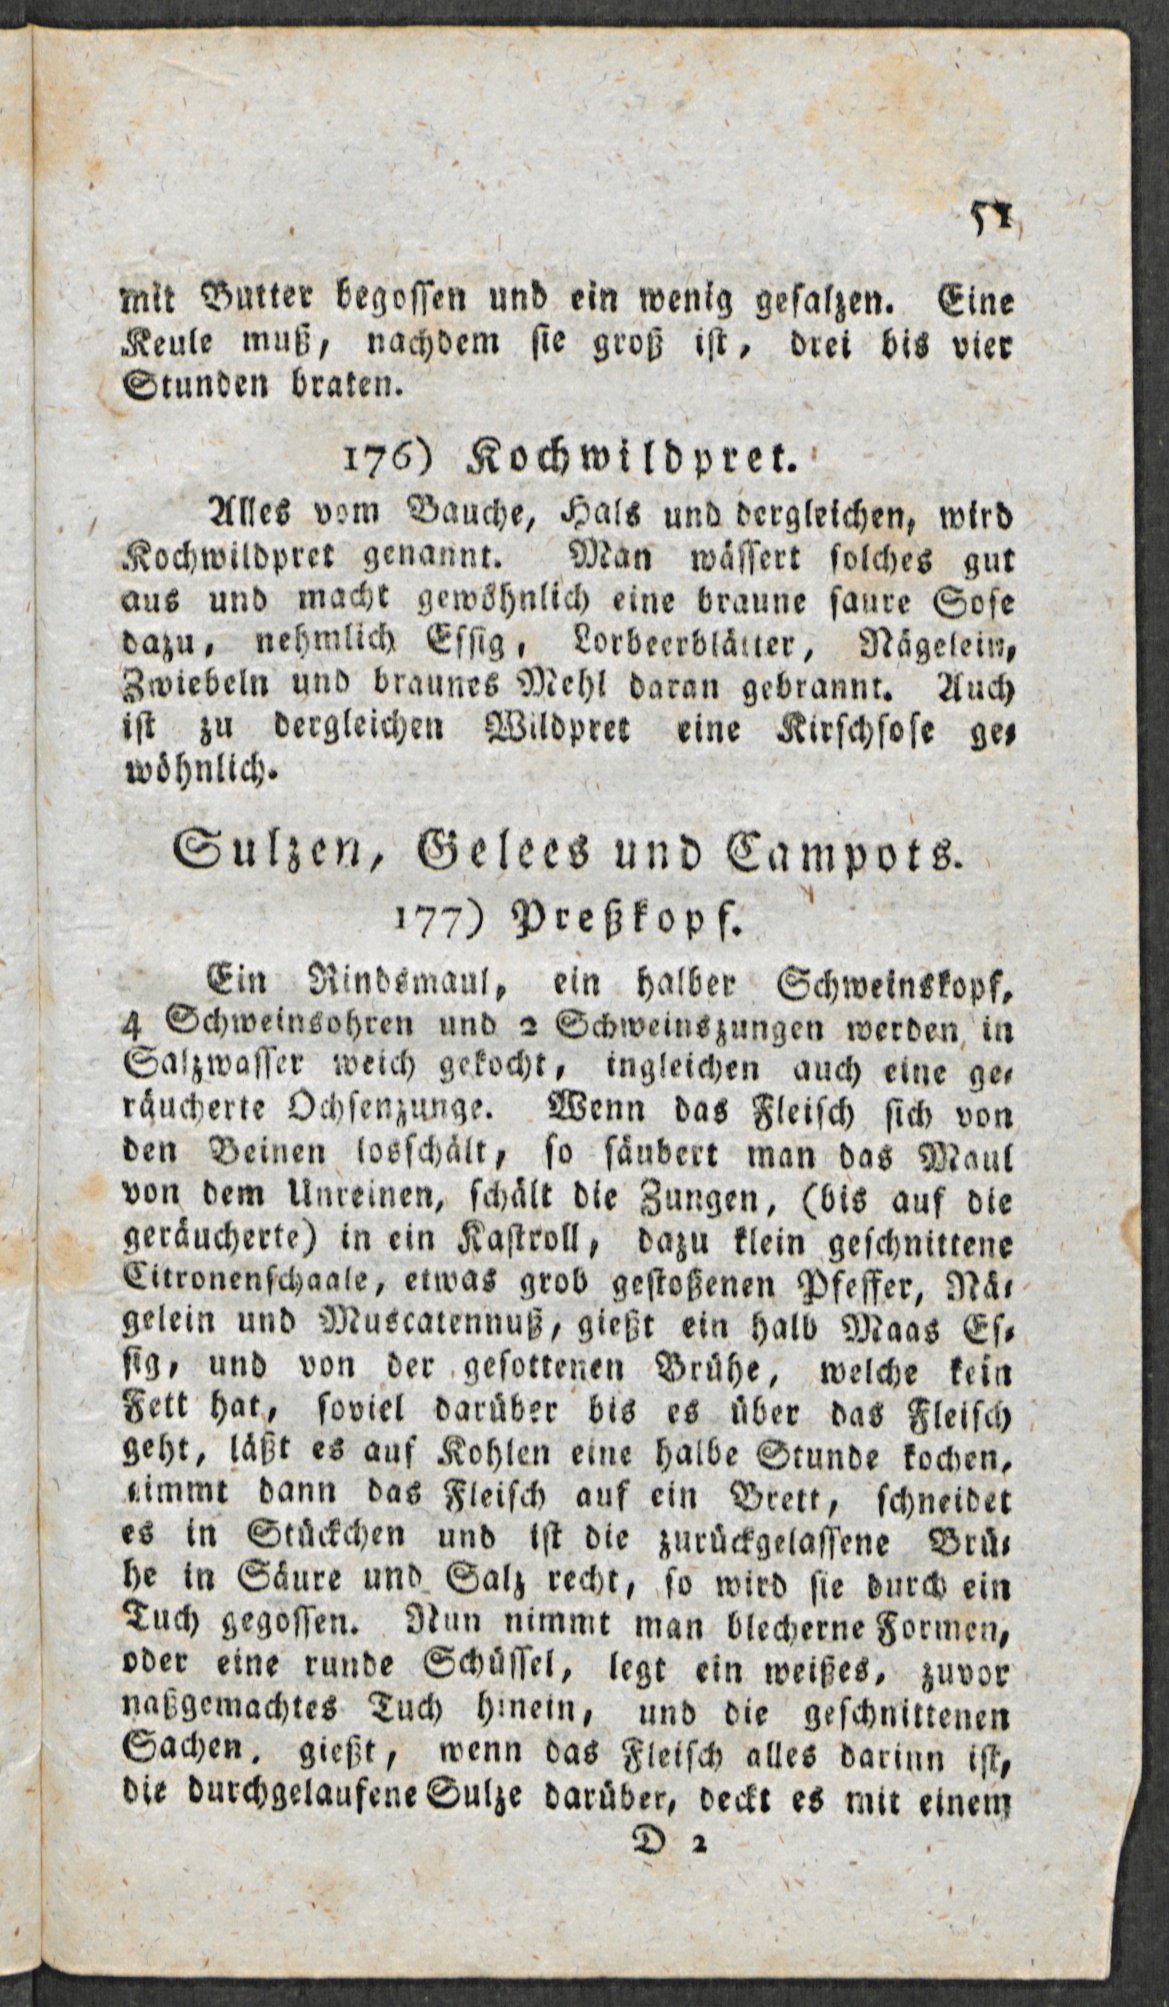 51
mit Butter begossen und ein wenig gesalzen. Eine
Keule muß, nachdem sie groß ist, drei bis vier
Stunden braten.
176) Kochwildpret.
Alles vom Bauche, Hals und dergleichen, wird
Kochwildpret genannt. Man wässert solches gut
aus und macht gewöhnlich eine braune saure Sose
dazu, nehmlich Essig, Lorbeerblätter, Nägelein,
Zwiebeln und braunes Mehl daran gebrannt. Auch
ist zu dergleichen Wildpret eine Kirschsose ge-
wöhnlich.
Sulzen, Gelees und Campots.
177) Preßkopf.
Ein Rindsmaul, ein halber Schweinskopf,
4 Schweinsohren und 2 Schweinszungen werden in
Salzwasser weich gekocht, ingleichen auch eine ge-
räucherte Ochsenzunge. Wenn das Fleisch sich von
den Beinen losschält, so säubert man das Maul
von dem Unreinen, schält die Zungen, (bis auf die
geräucherte) in ein Kastroll, dazu klein geschnittene
Citronenschaale, etwas grob gestoßenen Pfeffer, Nä-
gelein und Muscatennuß, gießt ein halb Maas Es-
sig, und von der gesottenen Brühe, welche kein
Fett hat, soviel darüber bis es über das Fleisch
geht, läßt es auf Kohlen eine halbe Stunde kochen,
nimmt dann das Fleisch auf ein Brett, schneidet
es in Stückchen und ist die zurückgelassene Brü-
he in Säure und Salz recht, so wird sie durch ein
Tuch gegossen. Nun nimmt man blecherne Formen,
oder eine runde Schüssel, legt ein weißes, zuvor
naßgemachtes Tuch hinein, und die geschnittenen
Sachen, gießt, wenn das Fleisch alles darinn ist,
die durchgelaufene Sulze darüber, deckt es mit einem
D 2